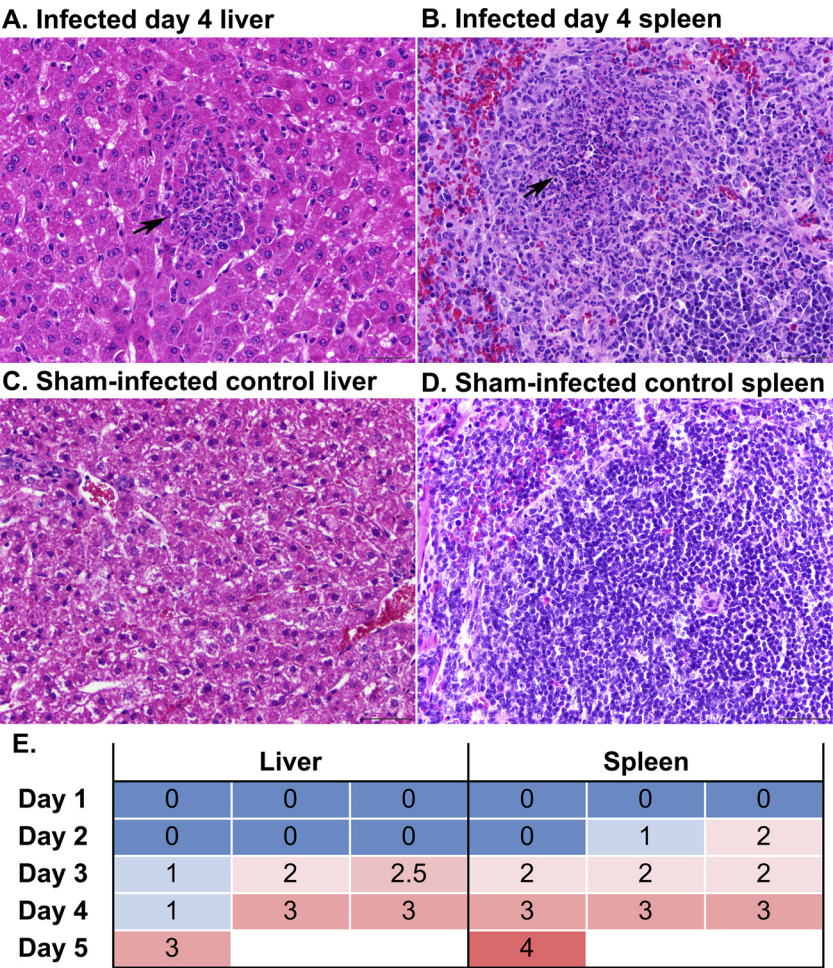 A. Infected day 4 liver
B. Infected day 4 spleen
C. Sham-infected control liver
D. Sham-infected control spleen
E.
Liver Spleen
Day 1 0 0 0 0 0 0
Day 2 0 0 0 0 1 2
Day 3 1 2 2.5 2 2 2
Day 4 1 3 3 3 3 3
Day 5 3 4